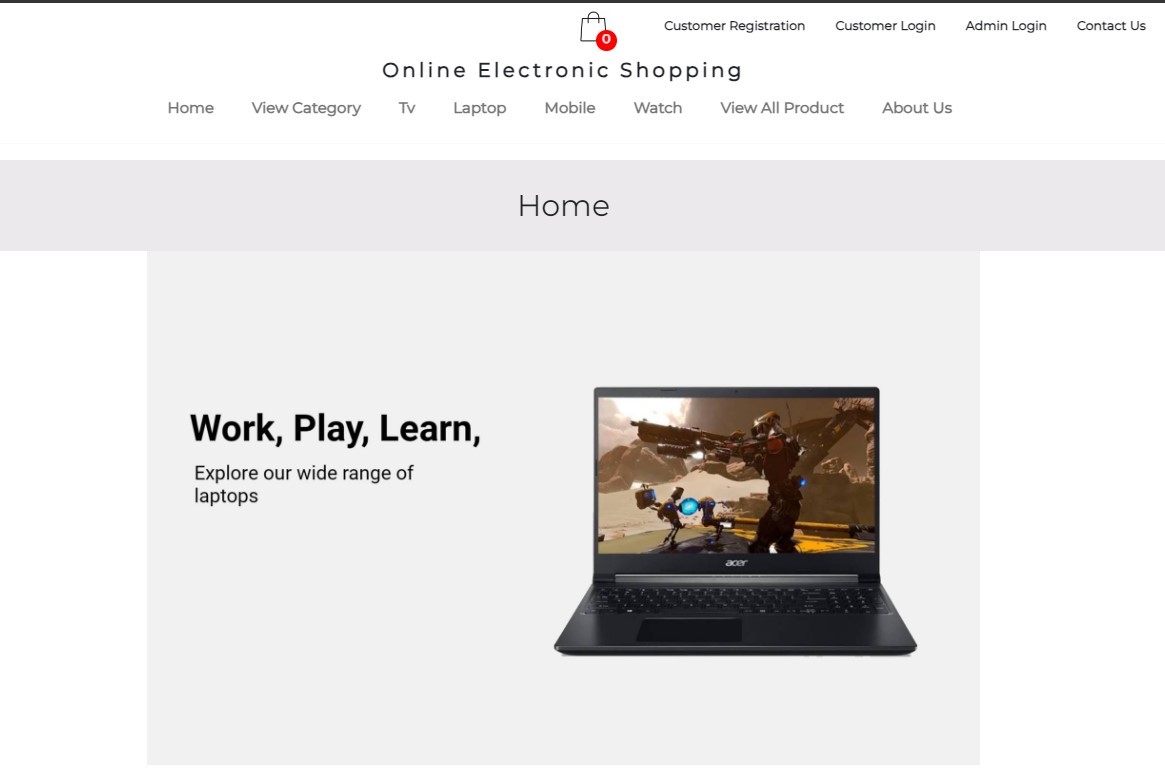 0
Customer Registration Customer Login Admin Login Contact Us
Online Electronic Shopping
Home View Category Tv Laptop Mobile Watch View All Product About Us
Home
Work, Play, Learn,
Explore our wide range of
laptops
acer